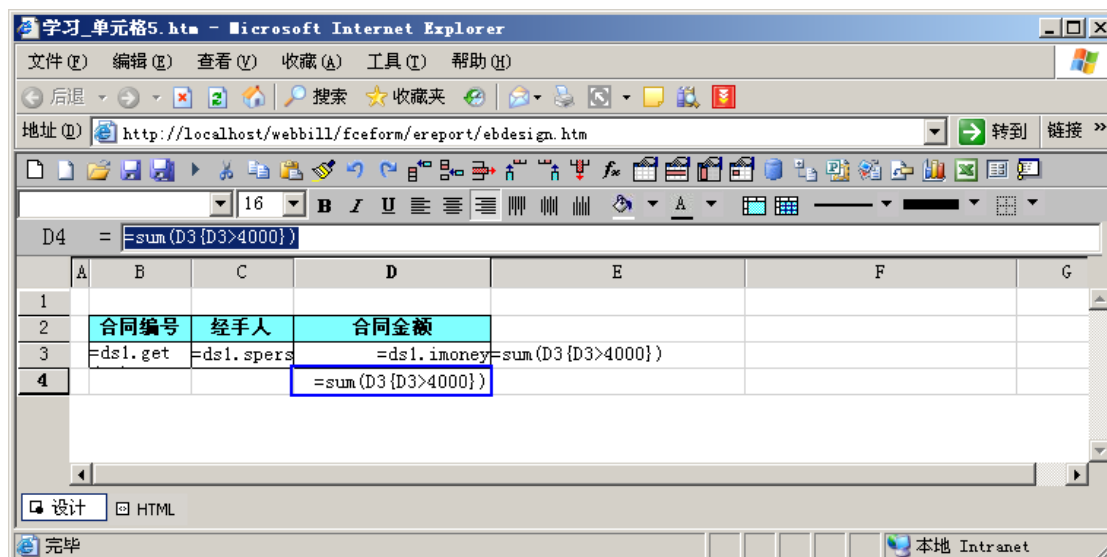 学习_单元格5.htm - Microsoft Internet Explorer
文件(F) 编辑(E) 查看(V) 收藏(A) 工具(T) 帮助(H)
后退 搜索 收藏夹
地址(D) http://localhost/webbill/fceform/ereport/ebdesign.htm 转到 链接 »
16 B I U A
D4 = =sum(D3{D3>4000})
A B C D E F G
1
2 合同编号 经手人 合同金额
3 =ds1.get =ds1.spers =ds1.imoney =sum(D3{D3>4000})
4 =sum(D3{D3>4000})
设计 HTML
完毕 本地 Intranet